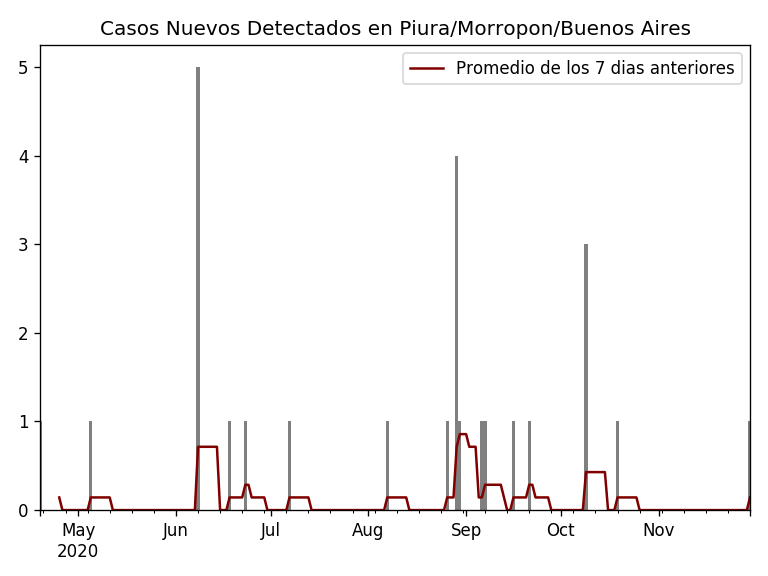 Casos Nuevos Detectados en Piura/Morropon/Buenos Aires
Promedio de los 7 dias anteriores
5
4
3
2
1
0
May Jun Jul Aug Sep Oct Nov
2020